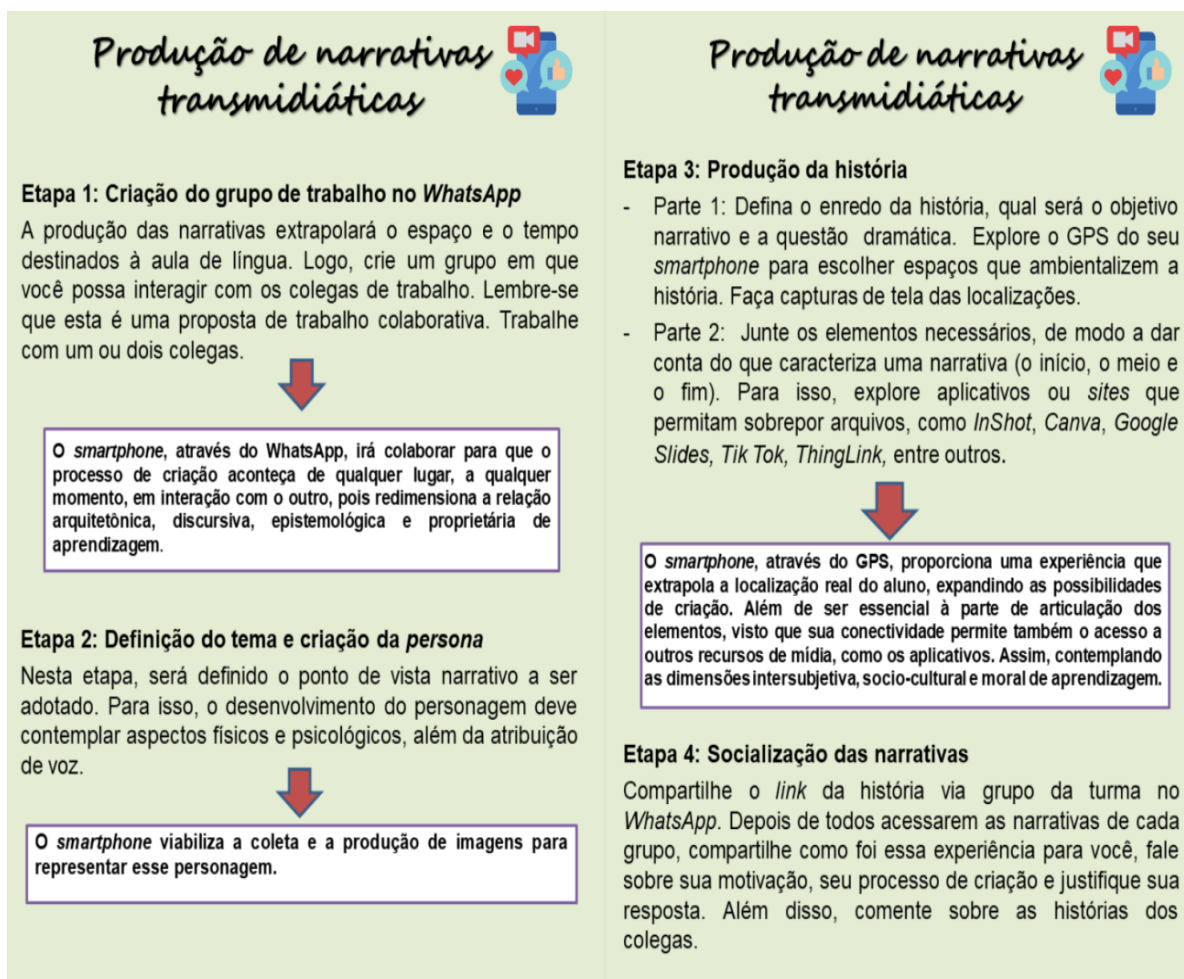 Produção de narrativas
transmidiáticas
Etapa 1: Criação do grupo de trabalho no WhatsApp
A produção das narrativas extrapolará o espaço e o tempo
destinados à aula de língua. Logo, crie um grupo em que
você possa interagir com os colegas de trabalho. Lembre-se
que esta é uma proposta de trabalho colaborativa. Trabalhe
com um ou dois colegas.
O smartphone, através do WhatsApp, irá colaborar para que o
processo de criação aconteça de qualquer lugar, a qualquer
momento, em interação com o outro, pois redimensiona a relação
arquitetônica, discursiva, epistemológica e proprietária de
aprendizagem.
Etapa 2: Definição do tema e criação da persona
Nesta etapa, será definido o ponto de vista narrativo a ser
adotado. Para isso, o desenvolvimento do personagem deve
contemplar aspectos físicos e psicológicos, além da atribuição
de voz.
O smartphone viabiliza a coleta e a produção de imagens para
representar esse personagem.
Produção de narrativas
transmidiáticas
Etapa 3: Produção da história
- Parte 1: Defina o enredo da história, qual será o objetivo
narrativo e a questão dramática. Explore o GPS do seu
smartphone para escolher espaços que ambientalizem a
história. Faça capturas de tela das localizações.
- Parte 2: Junte os elementos necessários, de modo a dar
conta do que caracteriza uma narrativa (o início, o meio e
o fim). Para isso, explore aplicativos ou sites que
permitam sobrepor arquivos, como InShot, Canva, Google
Slides, Tik Tok, ThingLink, entre outros.
O smartphone, através do GPS, proporciona uma experiência que
extrapola a localização real do aluno, expandindo as possibilidades
de criação. Além de ser essencial à parte de articulação dos
elementos, visto que sua conectividade permite também o acesso a
outros recursos de mídia, como os aplicativos. Assim, contemplando
as dimensões intersubjetiva, socio-cultural e moral de aprendizagem.
Etapa 4: Socialização das narrativas
Compartilhe o link da história via grupo da turma no
WhatsApp. Depois de todos acessarem as narrativas de cada
grupo, compartilhe como foi essa experiência para você, fale
sobre sua motivação, seu processo de criação e justifique sua
resposta. Além disso, comente sobre as histórias dos
colegas.